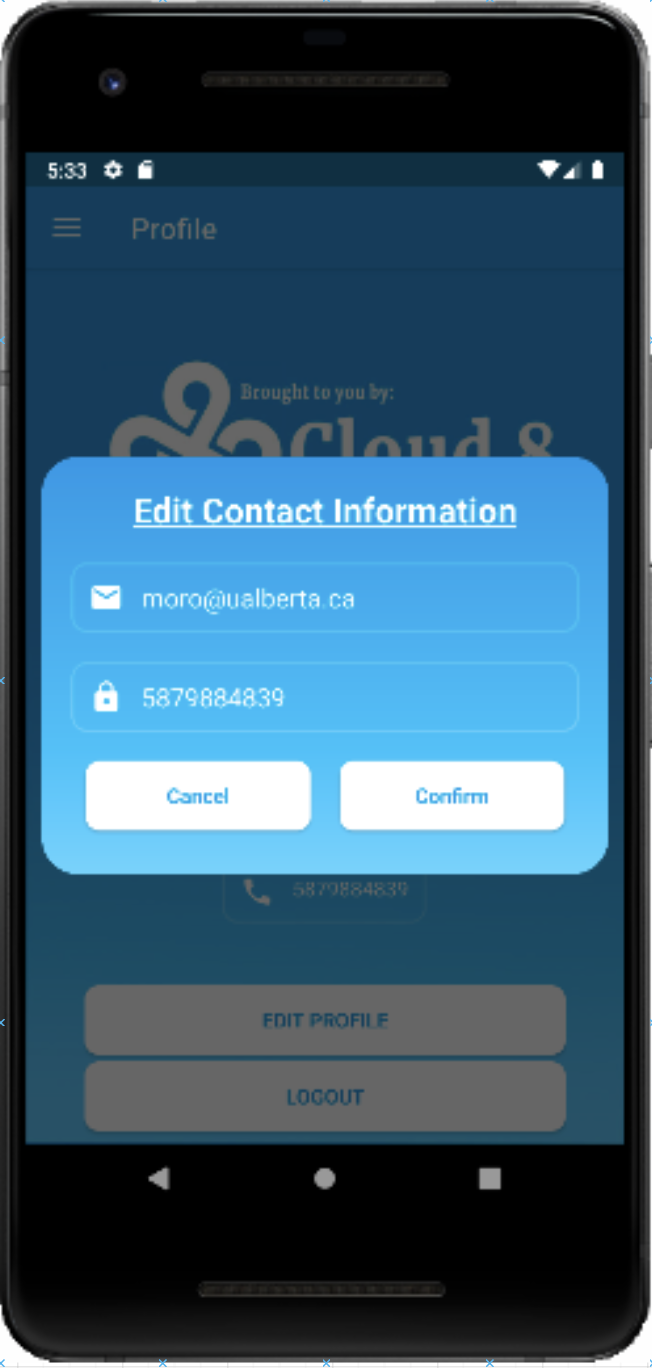 5:33
Profile
Brought to you by:
Cloud 8
Edit Contact Information
moro@ualberta.ca
5879884839
Cancel Confirm
5879884839
EDIT PROFILE
LOGOUT